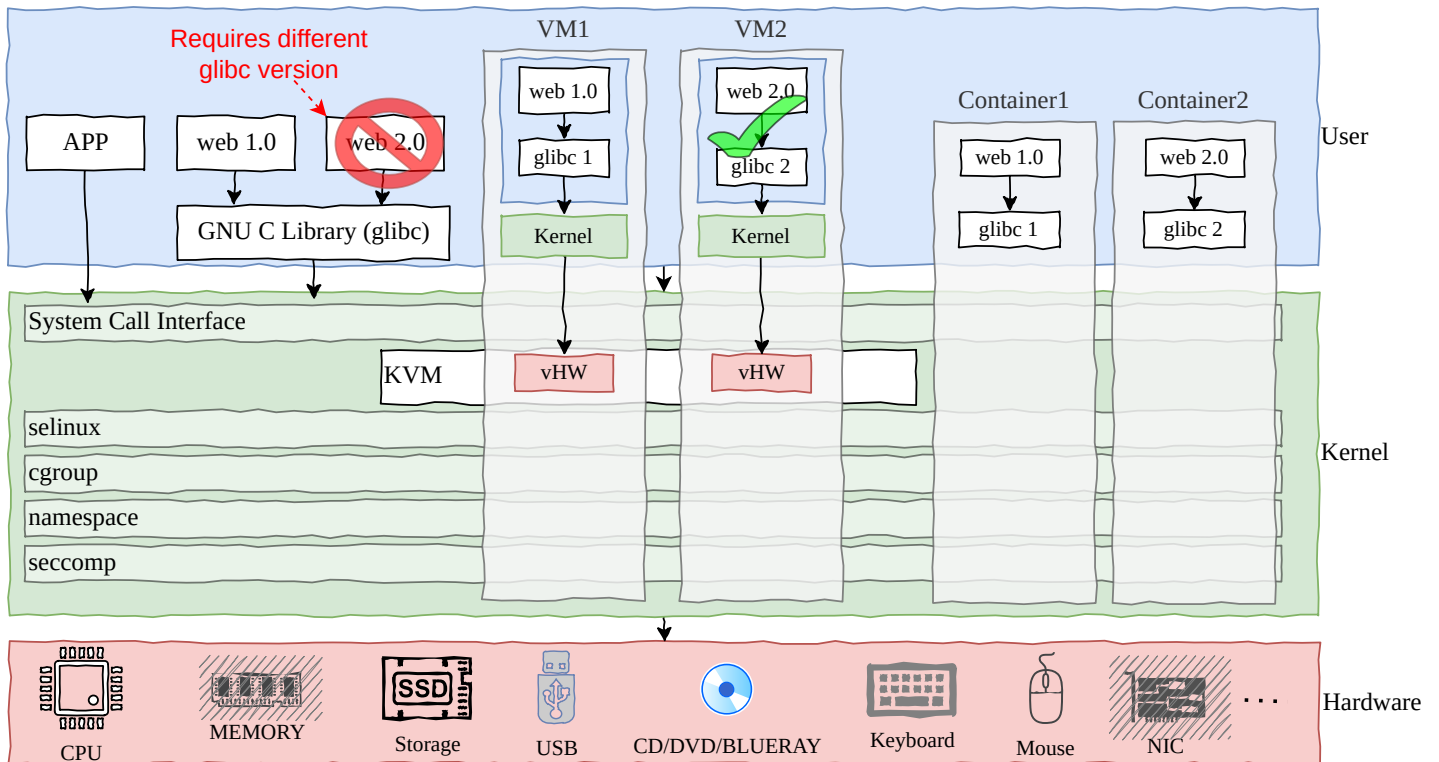 VM1
VM2
Requires different
glibc version
web 1.0
web 2.0
Container1
Container2
User
APP
web 1.0
web 2.0
glibc 1
glibc 2
web 1.0
web 2.0
GNU C Library (glibc)
Kernel
Kernel
glibc 1
glibc 2
System Call Interface
KVM
vHW
vHW
selinux
cgroup
Kernel
namespace
seccomp
SSD
CPU
MEMORY
Storage
USB
CD/DVD/BLUERAY
Keyboard
Mouse
NIC
...
Hardware